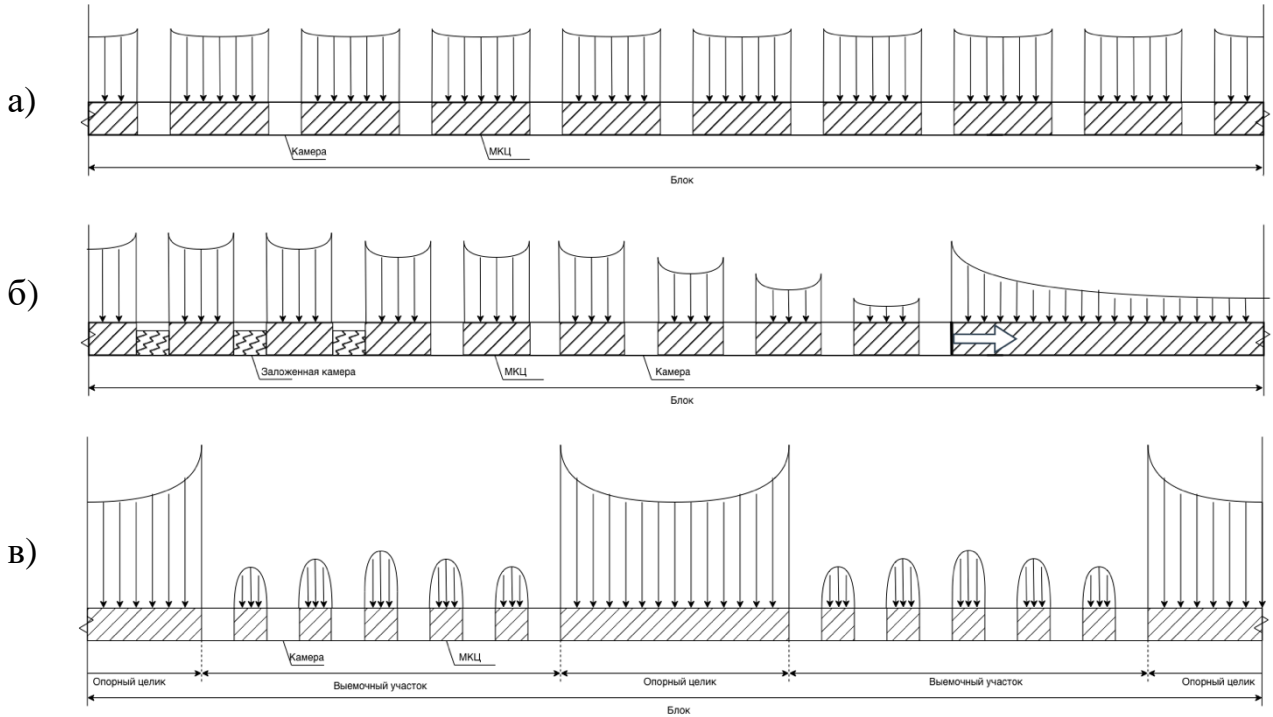 а)
Камера
МКЦ
Блок
б)
Заложенная камера
МКЦ
Камера
Блок
в)
Камера
МКЦ
Опорный целик
Выемочный участок
Опорный целик
Выемочный участок
Опорный целик
Блок